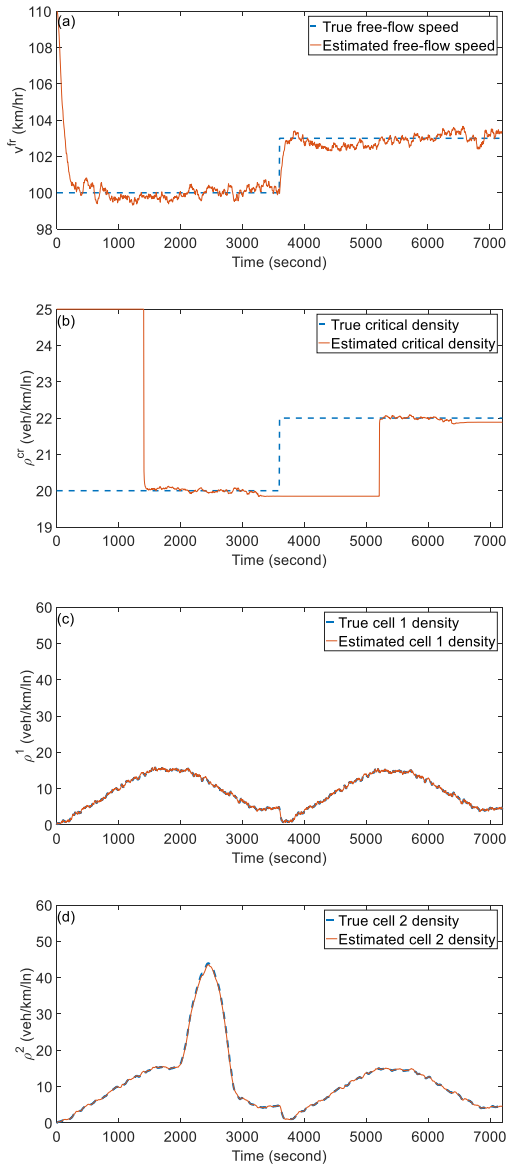 (a)
True free-flow speed
Estimated free-flow speed
110
108
106
104
102
100
98
v^fr (km/hr)
0 1000 2000 3000 4000 5000 6000 7000
Time (second)
(b)
True critical density
Estimated critical density
25
24
23
22
21
20
19
ρ^cr (veh/km/ln)
0 1000 2000 3000 4000 5000 6000 7000
Time (second)
(c)
True cell 1 density
Estimated cell 1 density
60
50
40
30
20
10
0
ρ^1 (veh/km/ln)
0 1000 2000 3000 4000 5000 6000 7000
Time (second)
(d)
True cell 2 density
Estimated cell 2 density
60
50
40
30
20
10
0
ρ^2 (veh/km/ln)
0 1000 2000 3000 4000 5000 6000 7000
Time (second)